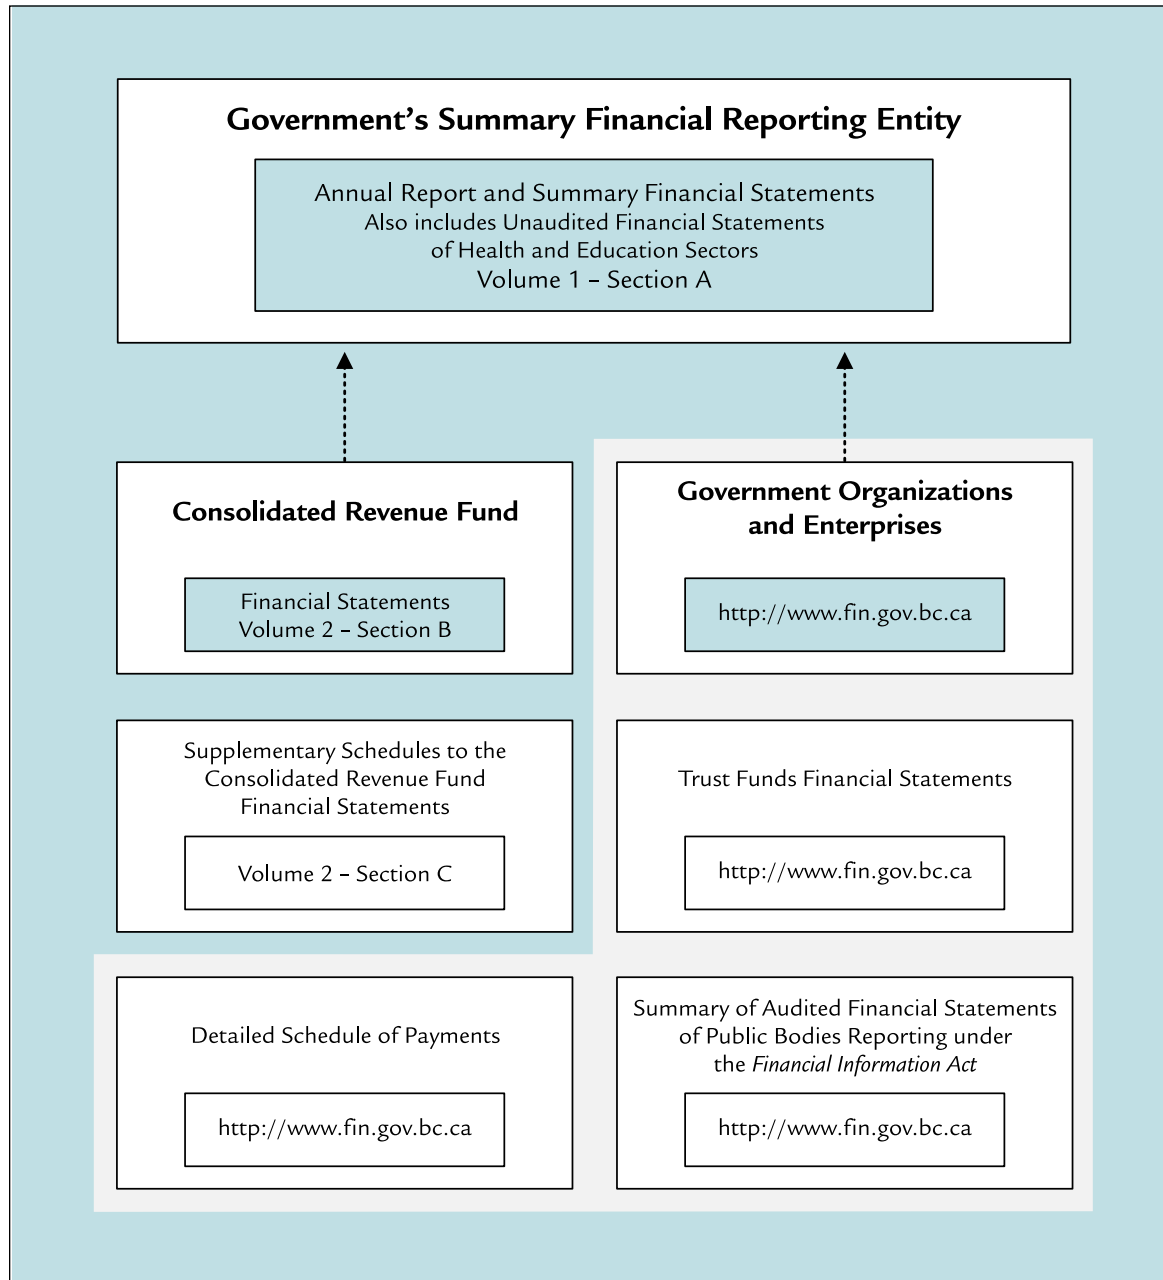 Government's Summary Financial Reporting Entity
Annual Report and Summary Financial Statements
Also includes Unaudited Financial Statements
of Health and Education Sectors
Volume 1 – Section A
Consolidated Revenue Fund
Financial Statements
Volume 2 – Section B
Government Organizations
and Enterprises
http://www.fin.gov.bc.ca
Supplementary Schedules to the
Consolidated Revenue Fund
Financial Statements
Volume 2 – Section C
Trust Funds Financial Statements
http://www.fin.gov.bc.ca
Detailed Schedule of Payments
http://www.fin.gov.bc.ca
Summary of Audited Financial Statements
of Public Bodies Reporting under
the Financial Information Act
http://www.fin.gov.bc.ca